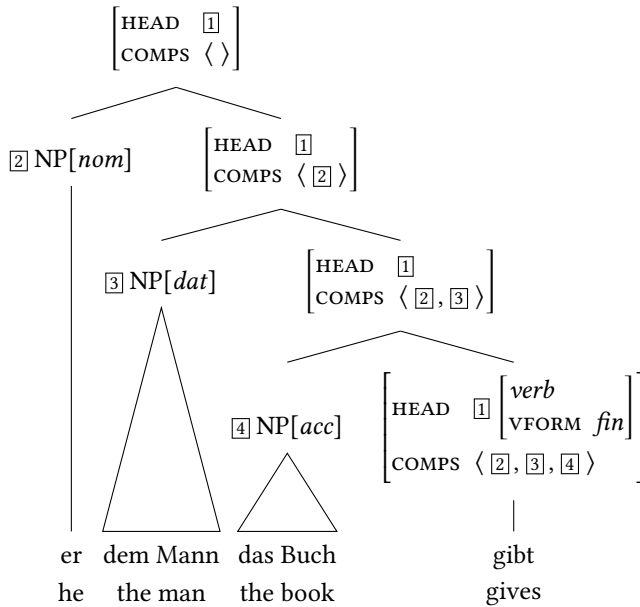 HEAD 1
COMPS ⟨ ⟩
2 NP[nom]
HEAD 1
COMPS ⟨ 2 ⟩
3 NP[dat]
HEAD 1
COMPS ⟨ 2 , 3 ⟩
4 NP[acc]
HEAD 1 verb
VFORM fin
COMPS ⟨ 2 , 3 , 4 ⟩
er dem Mann das Buch gibt
he the man the book gives